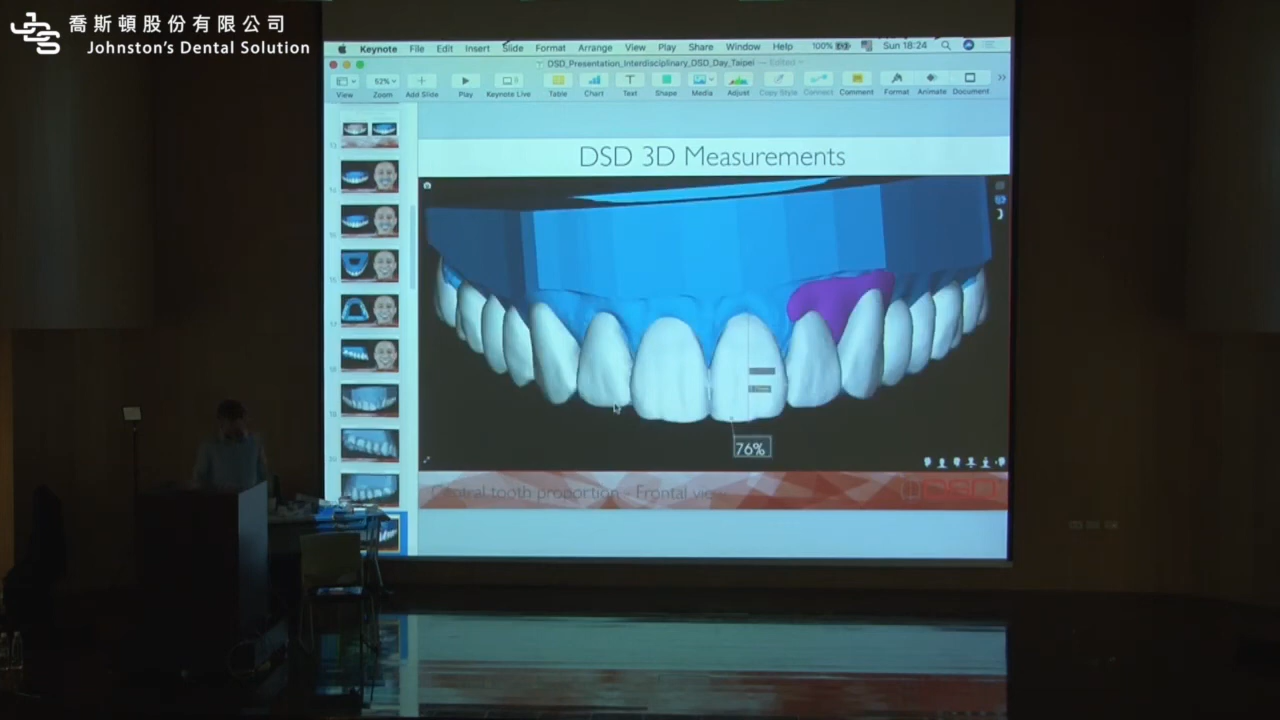 喬斯頓股份有限公司
Johnston's Dental Solution
Keynote File Edit Insert Slide Format Arrange View Play Share Window Help 100% Sun 18:24
DSD_Presentation_Interdisciplinary_DSD_Day_Taipei — Edited
52%
View Zoom Add Slide Play Keynote Live Table Chart Text Shape Media Adjust Copy Style Connect Comment Format Animate Document
DSD 3D Measurements
76%
Central tooth proportion - Frontal view